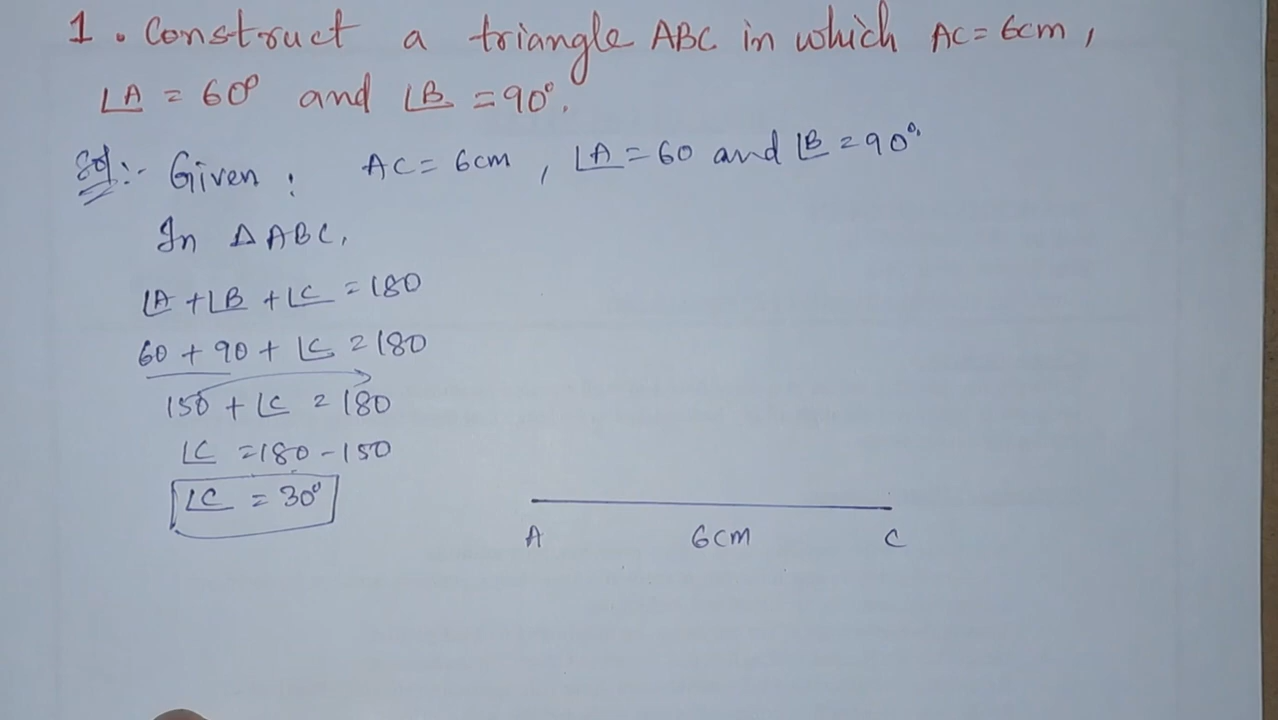 1. Construct a triangle ABC in which AC = 6cm,
∠A = 60° and ∠B = 90°.
Sol:- Given : AC = 6cm , ∠A = 60 and ∠B = 90°.
In △ABC,
∠A + ∠B + ∠C = 180
60 + 90 + ∠C = 180
150 + ∠C = 180
∠C = 180 - 150
∠C = 30°
A 6cm C